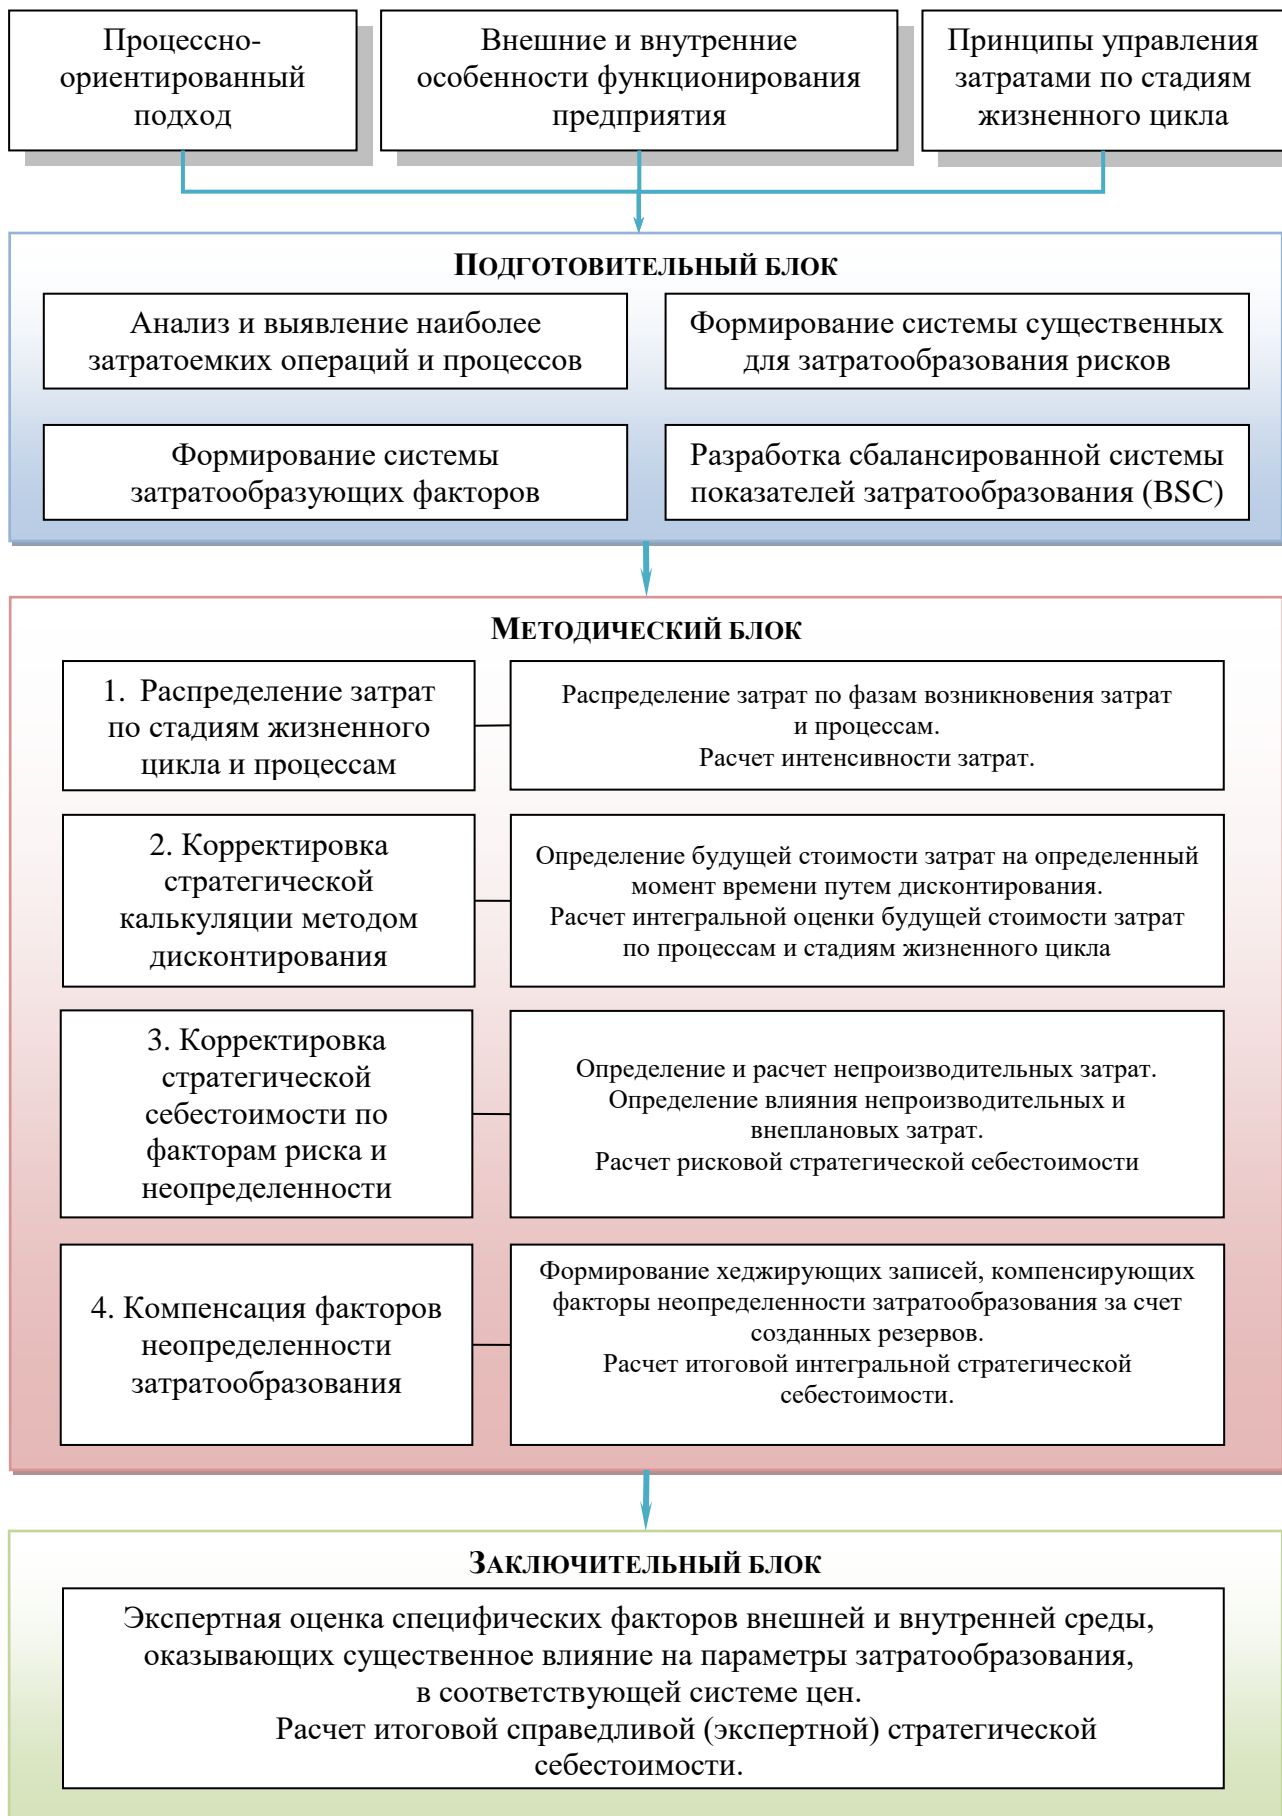 Процессно-
ориентированный
подход
Внешние и внутренние
особенности функционирования
предприятия
Принципы управления
затратами по стадиям
жизненного цикла
ПОДГОТОВИТЕЛЬНЫЙ БЛОК
Анализ и выявление наиболее
затратоемких операций и процессов
Формирование системы существенных
для затратообразования рисков
Формирование системы
затратообразующих факторов
Разработка сбалансированной системы
показателей затратообразования (BSC)
МЕТОДИЧЕСКИЙ БЛОК
1. Распределение затрат
по стадиям жизненного
цикла и процессам
Распределение затрат по фазам возникновения затрат
и процессам.
Расчет интенсивности затрат.
2. Корректировка
стратегической
калькуляции методом
дисконтирования
Определение будущей стоимости затрат на определенный
момент времени путем дисконтирования.
Расчет интегральной оценки будущей стоимости затрат
по процессам и стадиям жизненного цикла
3. Корректировка
стратегической
себестоимости по
факторам риска и
неопределенности
Определение и расчет непроизводительных затрат.
Определение влияния непроизводительных и
внеплановых затрат.
Расчет рисковой стратегической себестоимости
4. Компенсация факторов
неопределенности
затратообразования
Формирование хеджирующих записей, компенсирующих
факторы неопределенности затратообразования за счет
созданных резервов.
Расчет итоговой интегральной стратегической
себестоимости.
ЗАКЛЮЧИТЕЛЬНЫЙ БЛОК
Экспертная оценка специфических факторов внешней и внутренней среды,
оказывающих существенное влияние на параметры затратообразования,
в соответствующей системе цен.
Расчет итоговой справедливой (экспертной) стратегической
себестоимости.